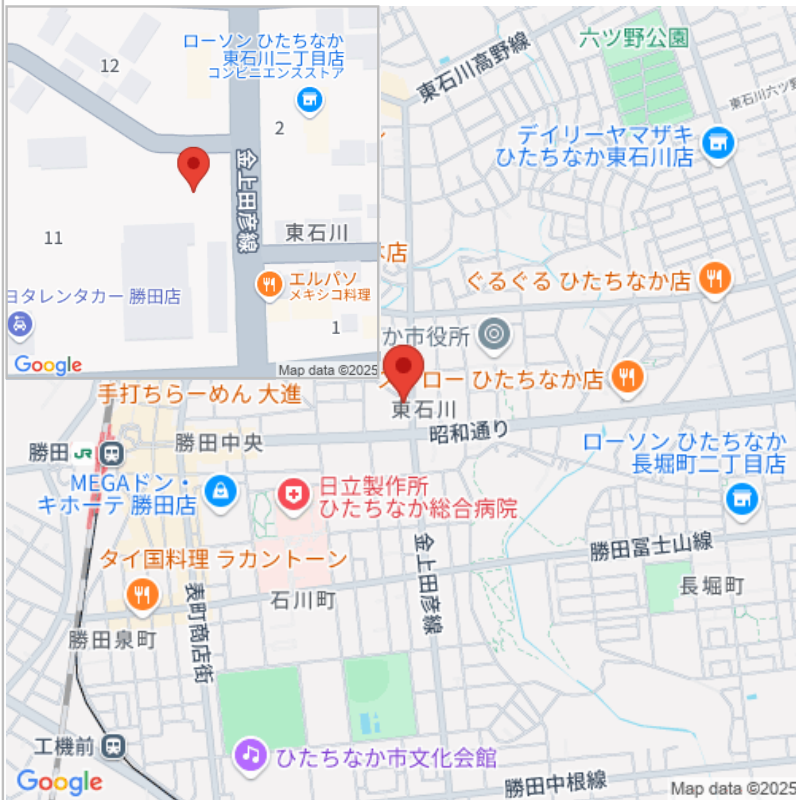 ローソン ひたちなか
東石川二丁目店
コンビニエンスストア
12
2
金上田彦線
11
東石川
エルパソ
メキシコ料理
ヨタレンタカー 勝田店
1
Google
Map data ©2025
東石川高野線
六ツ野公園
東石川六ツ野
デイリーヤマザキ
ひたちなか東石川店
店
ぐるぐる ひたちなか店
か市役所
ロー ひたちなか店
手打ちらーめん 大進
東石川
昭和通り
勝田中央
勝田
JR
ローソン ひたちなか
長堀町二丁目店
MEGAドン・
キホーテ 勝田店
日立製作所
ひたちなか総合病院
金上田彦線
勝田冨士山線
タイ国料理 ラカントーン
長堀町
石川町
表町商店街
勝田泉町
工機前
ひたちなか市文化会館
Google
勝田中根線
Map data ©2025